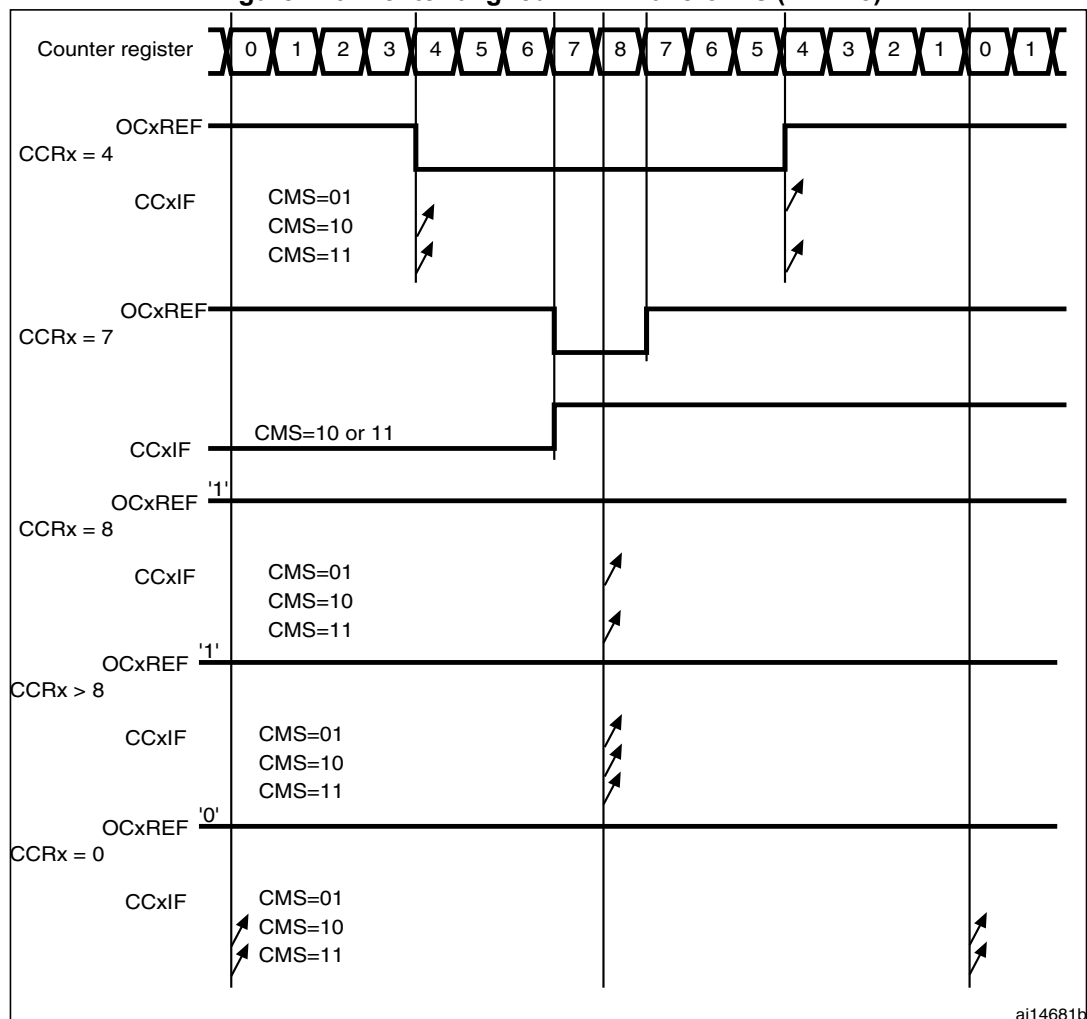 Counter register 0 1 2 3 4 5 6 7 8 7 6 5 4 3 2 1 0 1
OCxREF
CCRx = 4
CCxIF
CMS=01
CMS=10
CMS=11
OCxREF
CCRx = 7
CMS=10 or 11
CCxIF
'1'
OCxREF
CCRx = 8
CCxIF
CMS=01
CMS=10
CMS=11
'1'
OCxREF
CCRx > 8
CCxIF
CMS=01
CMS=10
CMS=11
'0'
OCxREF
CCRx = 0
CCxIF
CMS=01
CMS=10
CMS=11
ai14681b